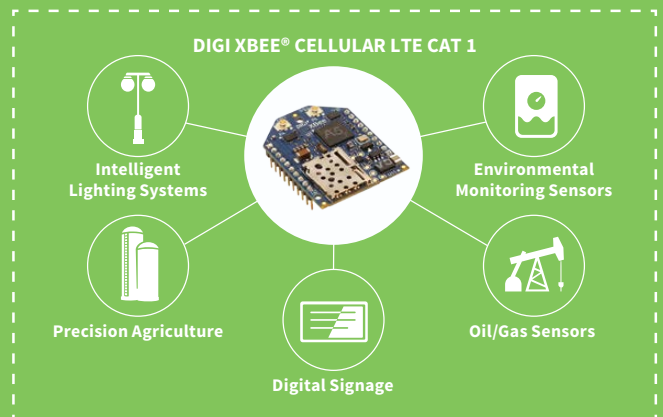 DIGI XBEE® CELLULAR LTE CAT 1
Intelligent
Lighting Systems
Environmental
Monitoring Sensors
Precision Agriculture
Oil/Gas Sensors
Digital Signage